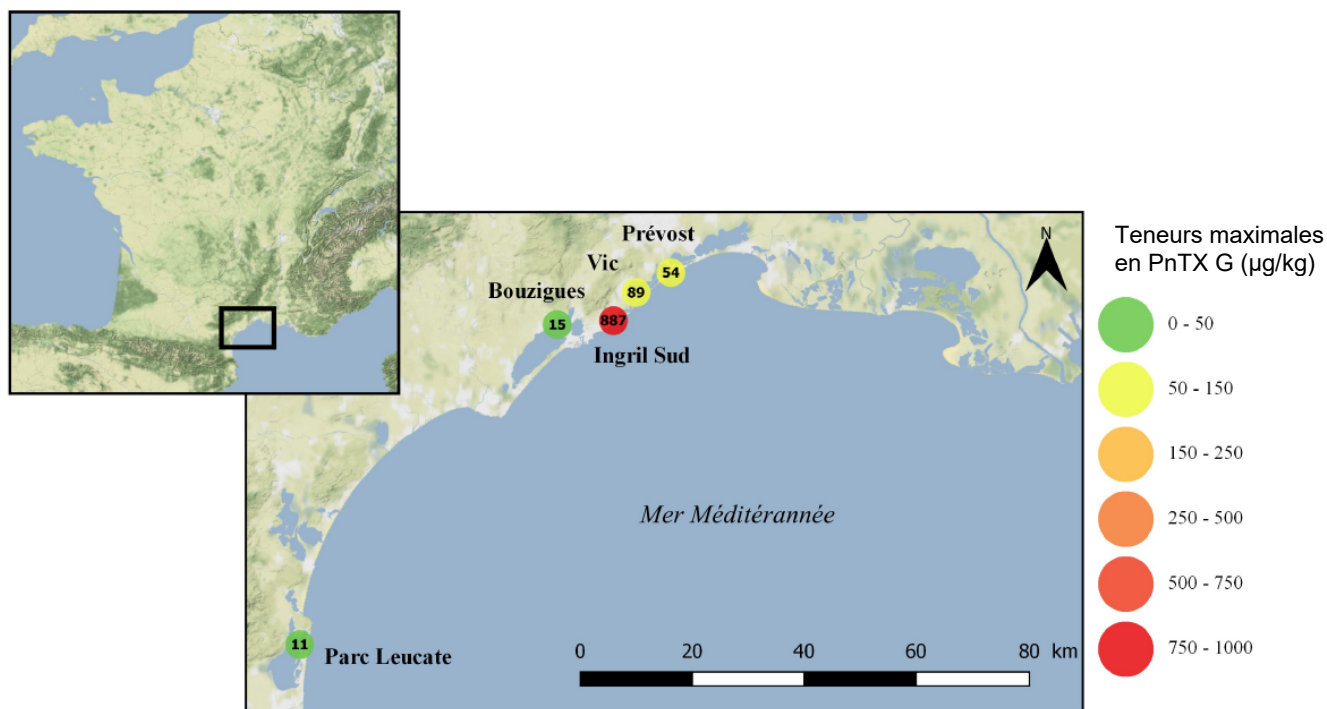 Prévost
54
Vic
89
Bouzigues
15
887
Ingril Sud
Mer Méditérannée
11
Parc Leucate
0 20 40 60 80 km
N
Teneurs maximales
en PnTX G (µg/kg)
0 - 50
50 - 150
150 - 250
250 - 500
500 - 750
750 - 1000